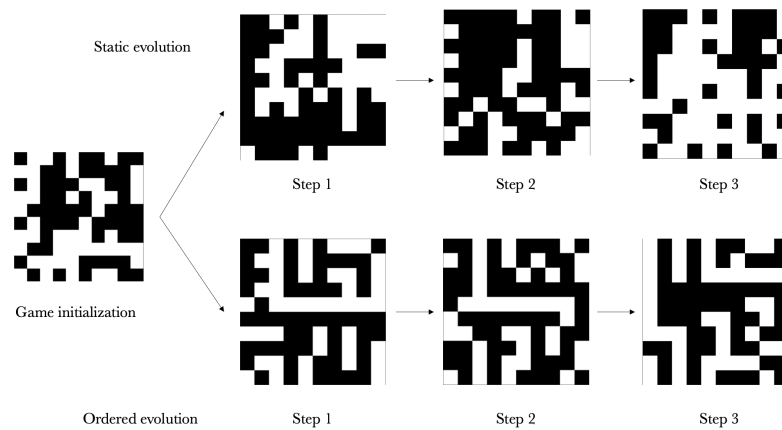 Static evolution
Step 1
Step 2
Step 3
Game initialization
Ordered evolution
Step 1
Step 2
Step 3